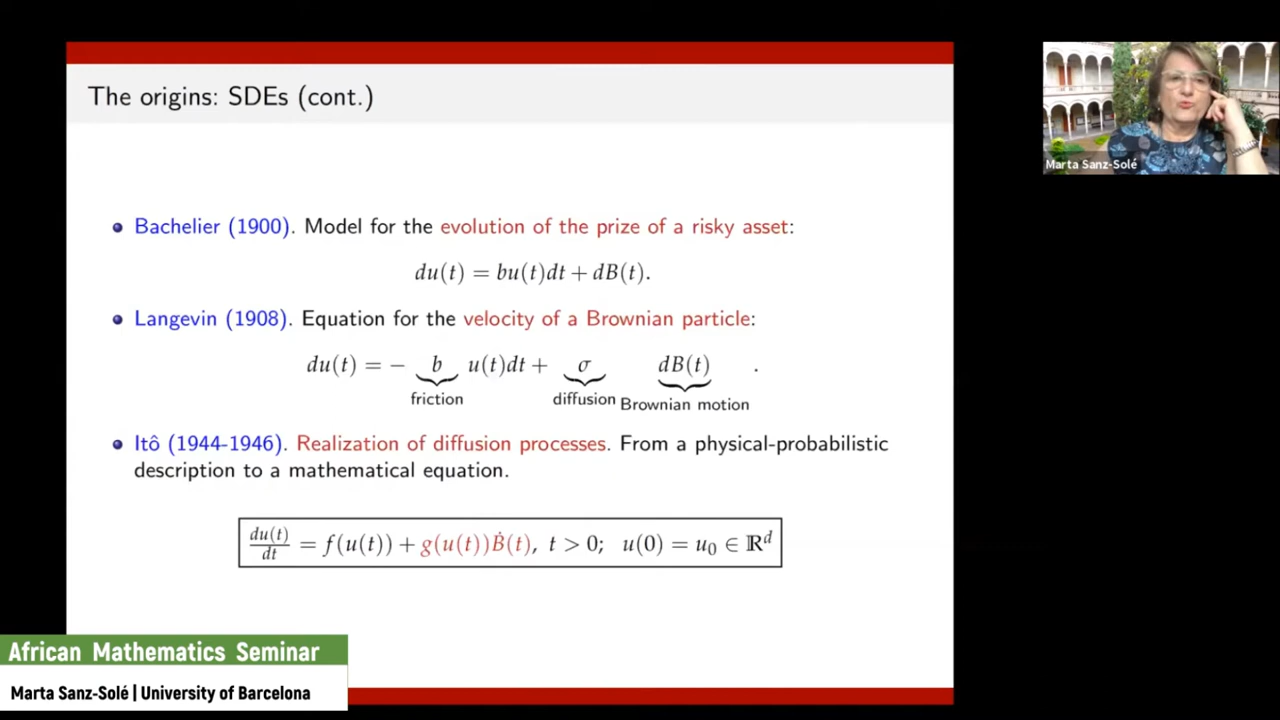 The origins: SDEs (cont.)
Marta Sanz-Solé
Bachelier (1900). Model for the evolution of the prize of a risky asset:
du(t) = bu(t)dt + dB(t).
Langevin (1908). Equation for the velocity of a Brownian particle:
du(t) = − b u(t)dt + σ dB(t) .
friction diffusion Brownian motion
Itô (1944-1946). Realization of diffusion processes. From a physical-probabilistic
description to a mathematical equation.
du(t)/dt = f(u(t)) + g(u(t))Ḃ(t), t > 0; u(0) = u₀ ∈ ℝᵈ
African Mathematics Seminar
Marta Sanz-Solé | University of Barcelona